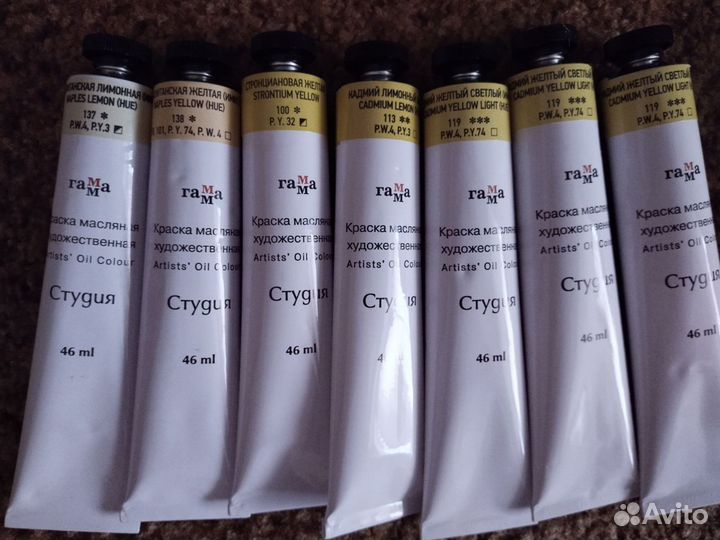 ЛИМОННАЯ
NAPLES LEMON (HUE)
137 *
P.W.4, P.Y.3
гамма
Краска масляная
художественная
Artists' Oil Colour
Студия
46 ml
ЖЕЛТАЯ
NAPLES YELLOW (HUE)
138 *
101, P.Y. 74, P.W. 4
гамма
Краска масляная
художественная
Artists' Oil Colour
Студия
46 ml
СТРОНЦИАНОВАЯ ЖЕЛТАЯ
STRONTIUM YELLOW
100 *
P.Y. 32
гамма
Краска масляная
художественная
Artists' Oil Colour
Студия
46 ml
КАДМИЙ ЛИМОННЫЙ
CADMIUM LEMON
113 **
P.W.4, P.Y.3
гамма
Краска масляная
художественная
Artists' Oil Colour
Студия
46 ml
ЖЕЛТЫЙ СВЕТЛЫЙ
CADMIUM YELLOW LIGHT
119 ***
P.W.4, P.Y.74
гамма
Краска масляная
художественная
Artists' Oil Colour
Студия
46 ml
ЖЕЛТЫЙ СВЕТЛЫЙ
CADMIUM YELLOW LIGHT
119 ***
P.W.4, P.Y.74
гамма
Краска масляная
художественная
Artists' Oil Colour
Студия
46 ml
ЖЕЛТЫЙ СВЕТЛЫЙ
CADMIUM YELLOW LIGHT
119 ***
P.W.4, P.Y.74
гамма
Краска масляная
художественная
Artists' Oil Colour
Студия
46 ml
Avito